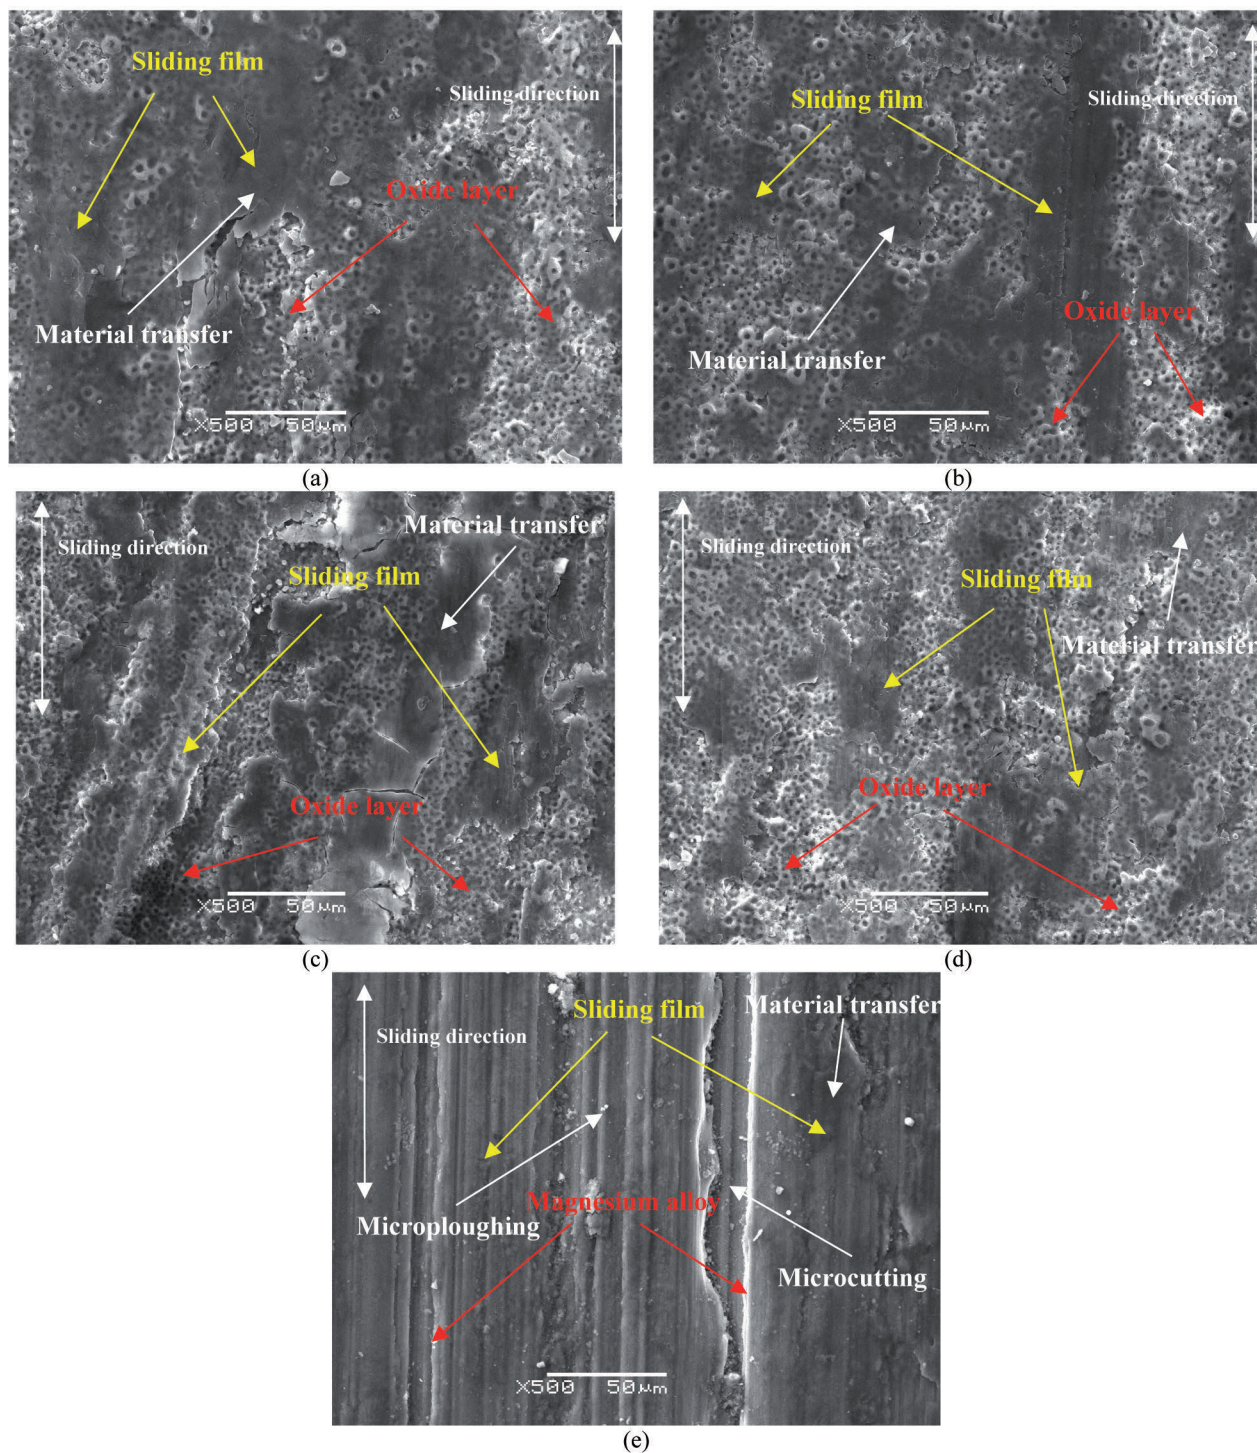 Sliding film
Sliding direction
Oxide layer
Material transfer
X500 50μm
(a)
Sliding film
Sliding direction
Oxide layer
Material transfer
X500 50μm
(b)
Material transfer
Sliding direction
Sliding film
Oxide layer
X500 50μm
(c)
Sliding direction
Sliding film
Material transfer
Oxide layer
X500 50μm
(d)
Material transfer
Sliding film
Sliding direction
Magnesium alloy
Microploughing
Microcutting
X500 50μm
(e)